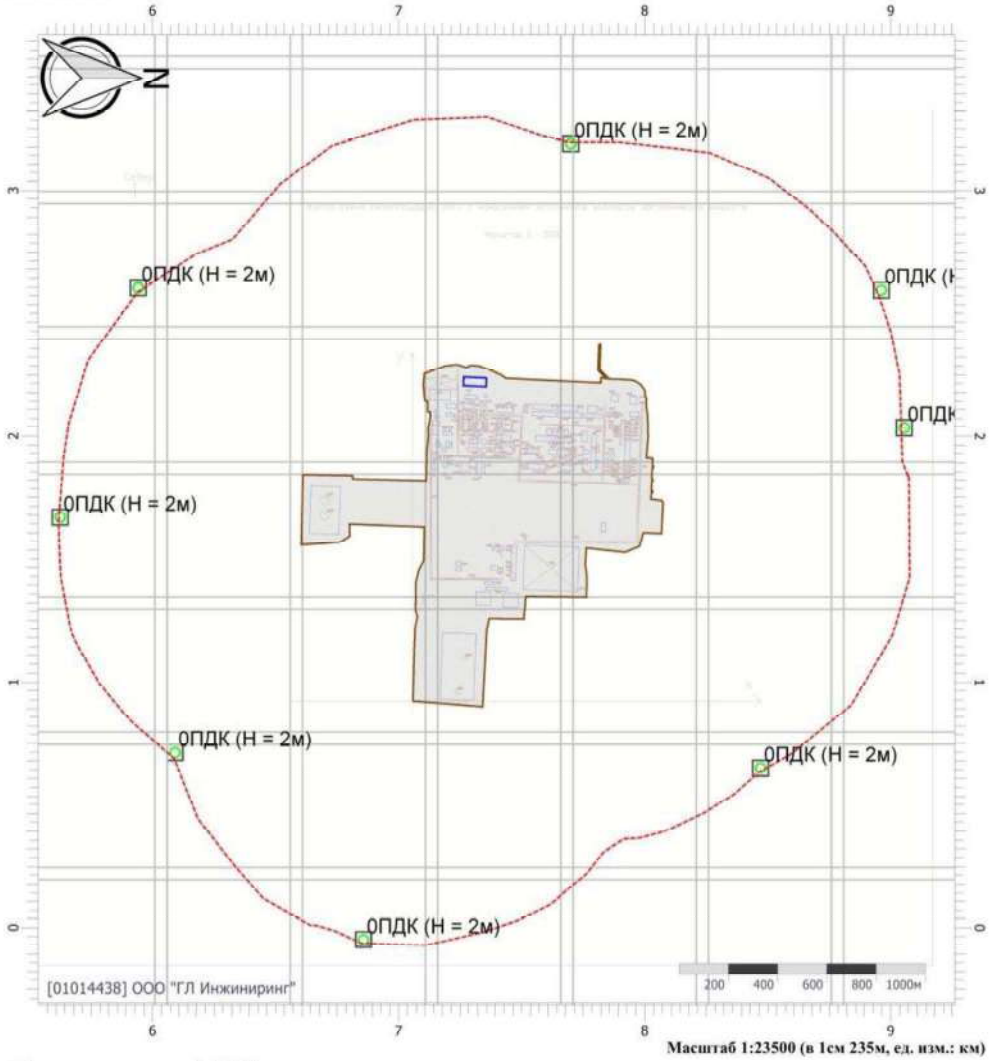 6 7 8 9
N
0ПДК (Н = 2м)
3 3
0ПДК (Н = 2м)
0ПДК (Н
0ПДК
2 2
0ПДК (Н = 2м)
1 1
0ПДК (Н = 2м)
0ПДК (Н = 2м)
0ПДК (Н = 2м)
0 0
[01014438] ООО "ГЛ Инжиниринг"
200 400 600 800 1000м
6 7 8 9
Масштаб 1:23500 (в 1см 235м, ед. изм.: км)